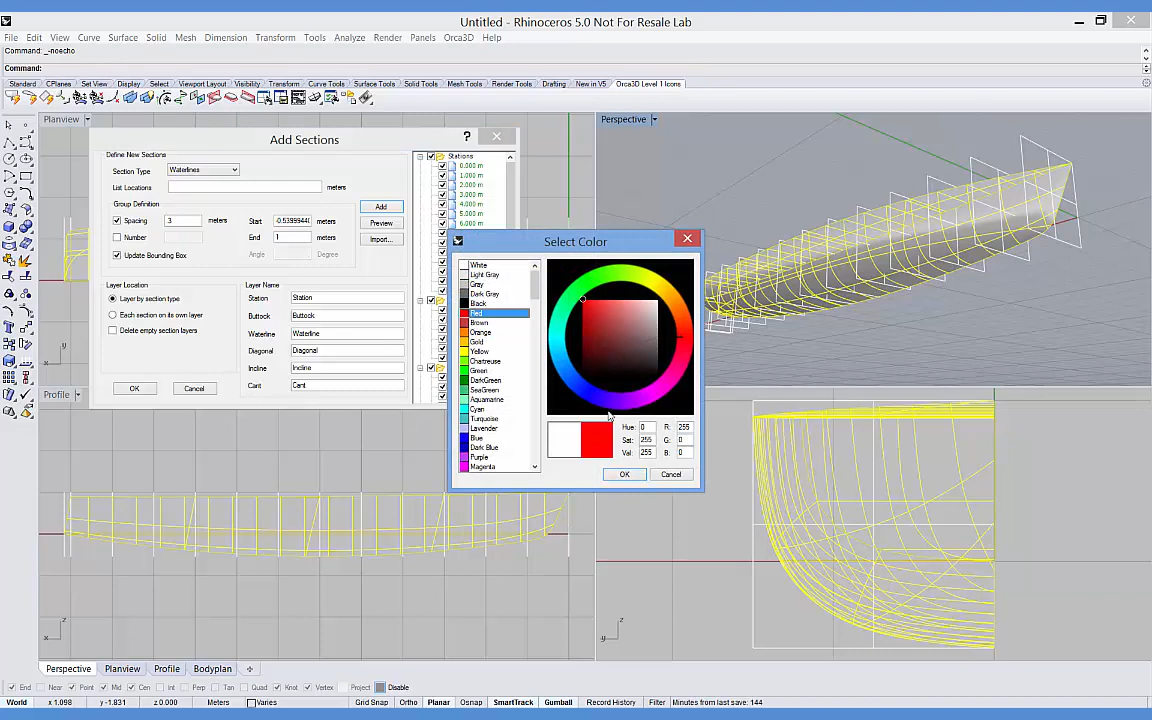 Untitled - Rhinoceros 5.0 Not For Resale Lab
File Edit View Curve Surface Solid Mesh Dimension Transform Tools Analyze Render Panels Orca3D Help
Command: _-noecho
Command:
Standard CPlanes Set View Display Select Viewport Layout Visibility Transform Curve Tools Surface Tools Solid Tools Mesh Tools Render Tools Drafting New in V5 Orca3D Level 1 Icons
Planview
Perspective
Add Sections
?
Define New Sections
Section Type Waterlines
List Locations meters
Group Definition
Spacing 3 meters Start -0.5399944( meters
Number End 1 meters
Update Bounding Box Angle Degree
Add
Preview
Import...
Layer Location
Layer by section type
Each section on its own layer
Delete empty section layers
Layer Name
Station Station
Buttock Buttock
Waterline Waterline
Diagonal Diagonal
Incline Incline
Cant Cant
OK Cancel
Stations
0.000 m
1.000 m
2.000 m
3.000 m
4.000 m
5.000 m
6.000 m
Select Color
White
Light Gray
Gray
Dark Gray
Black
Red
Brown
Orange
Gold
Yellow
Chartreuse
Green
DarkGreen
SeaGreen
Aquamarine
Cyan
Turquoise
Lavender
Blue
Dark Blue
Purple
Magenta
Hue: 0 R: 255
Sat: 255 G: 0
Val: 255 B: 0
OK Cancel
Profile
y
x
z
x
z
y
Perspective Planview Profile Bodyplan
End Near Point Mid Cen Int Perp Tan Quad Knot Vertex Project Disable
World x 1.098 y -1.831 z 0.000 Meters Varies Grid Snap Ortho Planar Osnap SmartTrack Gumball Record History Filter Minutes from last save: 144